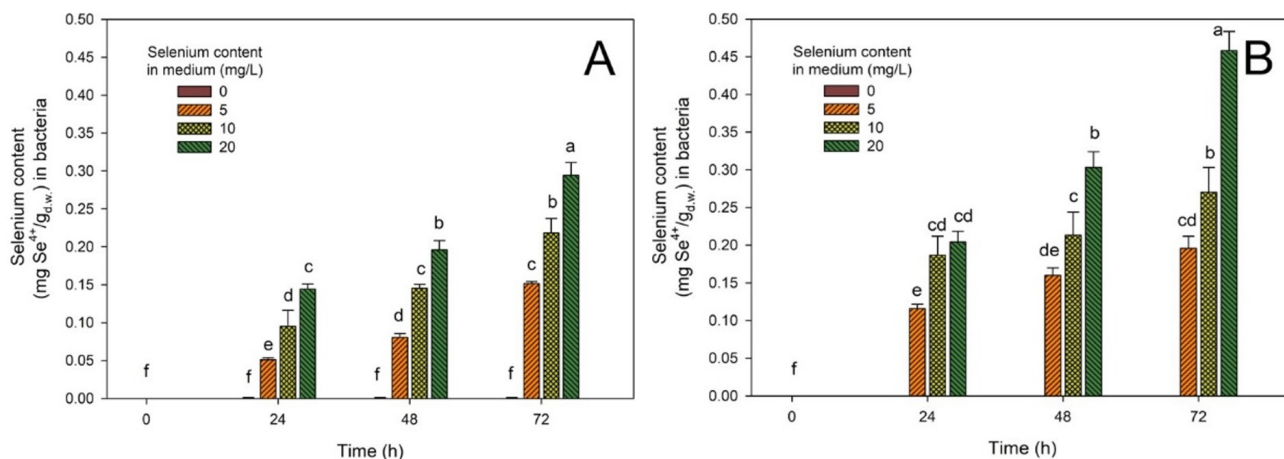 A
Selenium content
in medium (mg/L)
0
5
10
20
Selenium content
(mg Se⁴⁺/g_d.w.) in bacteria
0.50
0.45
0.40
0.35
0.30
0.25
0.20
0.15
0.10
0.05
0.00
f
f e d c
f d c b
f c b a
0 24 48 72
Time (h)
B
Selenium content
in medium (mg/L)
0
5
10
20
Selenium content
(mg Se⁴⁺/g_d.w.) in bacteria
0.50
0.45
0.40
0.35
0.30
0.25
0.20
0.15
0.10
0.05
0.00
f
e cd cd
de c b
cd b a
0 24 48 72
Time (h)